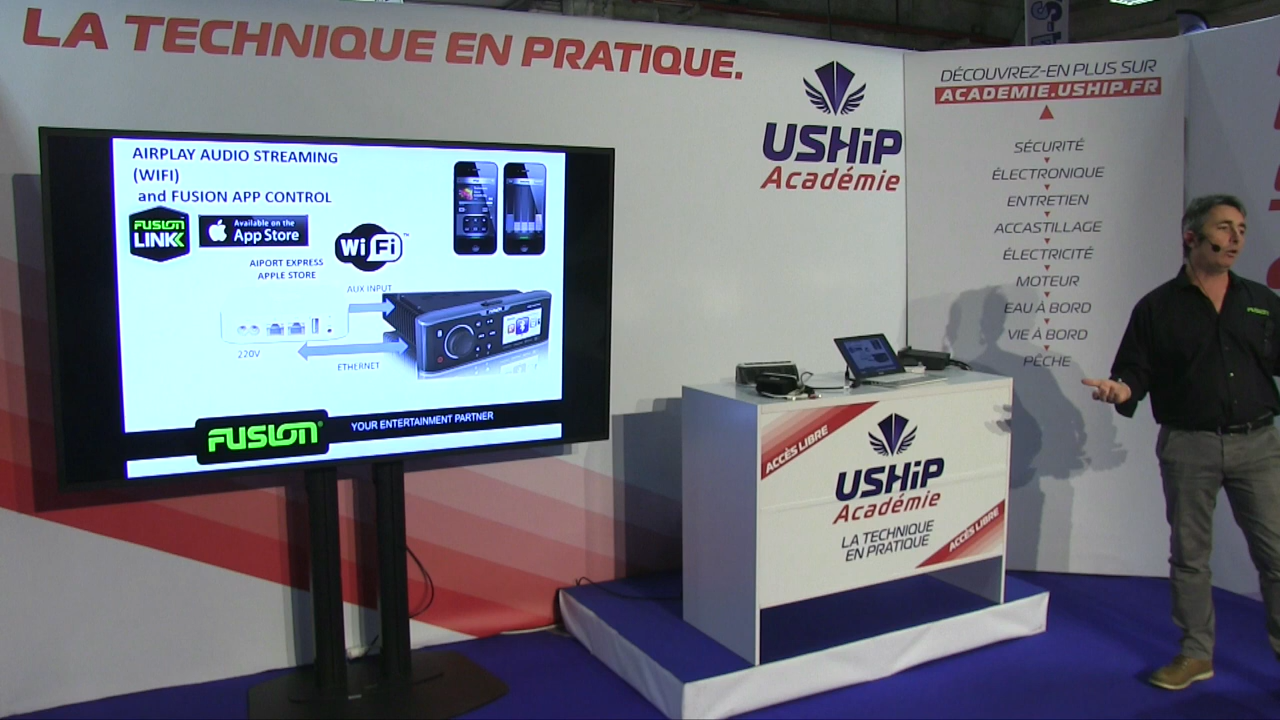 LA TECHNIQUE EN PRATIQUE.
AIRPLAY AUDIO STREAMING
(WIFI)
and FUSION APP CONTROL
FUSION
LINK
Available on the
App Store
Wi Fi
TM
AIPORT EXPRESS
APPLE STORE
AUX INPUT
220V
ETHERNET
FUSION
YOUR ENTERTAINMENT PARTNER
USHiP
Académie
DÉCOUVREZ-EN PLUS SUR
ACADEMIE.USHIP.FR
SÉCURITÉ
ÉLECTRONIQUE
ENTRETIEN
ACCASTILLAGE
ÉLECTRICITÉ
MOTEUR
EAU À BORD
VIE À BORD
PÊCHE
FUSION
ACCÈS LIBRE
USHiP
Académie
LA TECHNIQUE
EN PRATIQUE
ACCÈS LIBRE